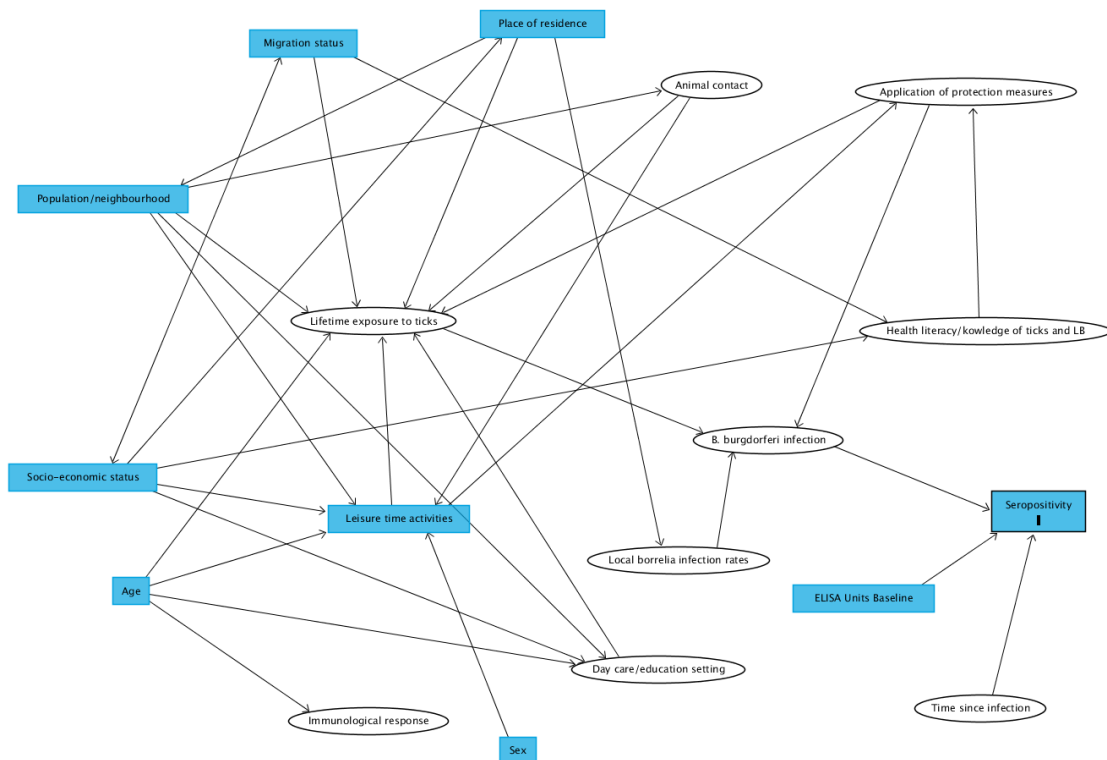 Place of residence
Migration status
Animal contact
Application of protection measures
Population/neighbourhood
Lifetime exposure to ticks
Health literacy/kowledge of ticks and LB
B. burgdorferi infection
Socio-economic status
Seropositivity
Leisure time activities
Local borrelia infection rates
Age
ELISA Units Baseline
Day care/education setting
Time since infection
Immunological response
Sex